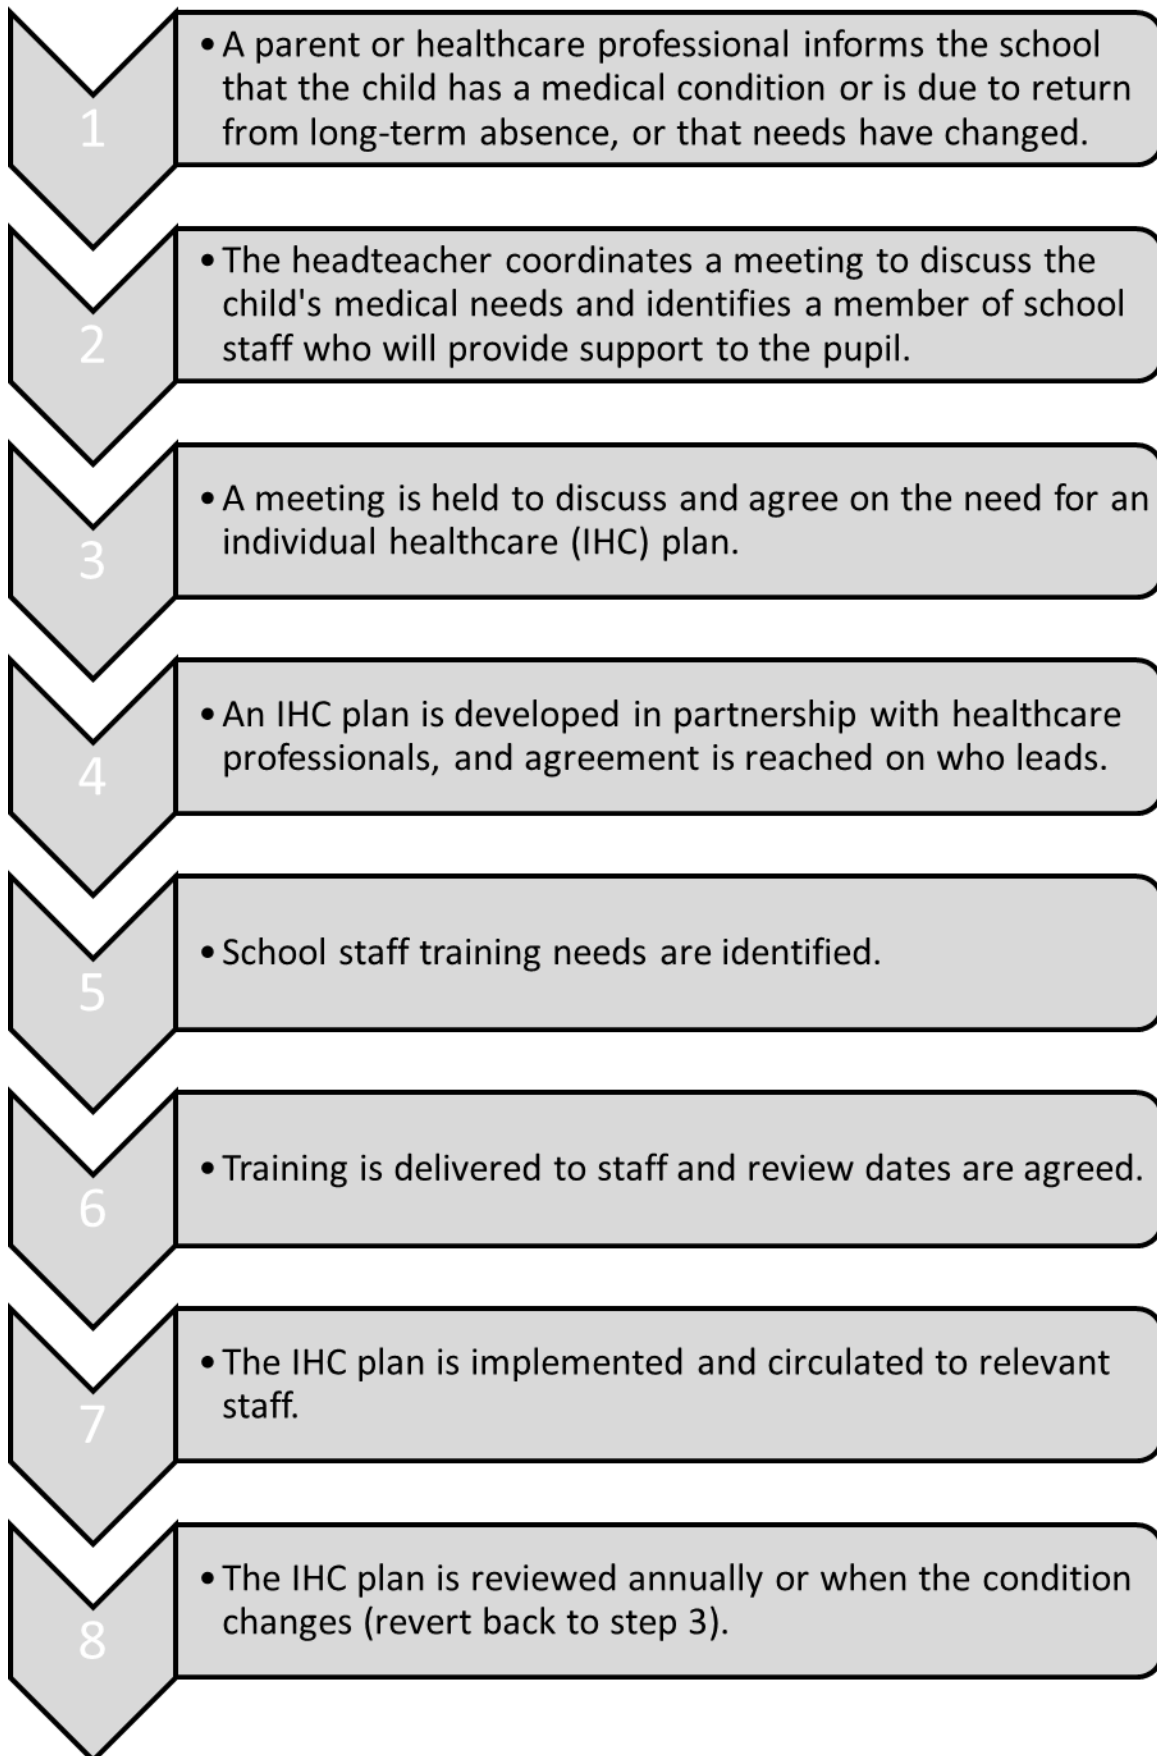 1
• A parent or healthcare professional informs the school
that the child has a medical condition or is due to return
from long-term absence, or that needs have changed.
2
• The headteacher coordinates a meeting to discuss the
child's medical needs and identifies a member of school
staff who will provide support to the pupil.
3
• A meeting is held to discuss and agree on the need for an
individual healthcare (IHC) plan.
4
• An IHC plan is developed in partnership with healthcare
professionals, and agreement is reached on who leads.
5
• School staff training needs are identified.
6
• Training is delivered to staff and review dates are agreed.
7
• The IHC plan is implemented and circulated to relevant
staff.
8
• The IHC plan is reviewed annually or when the condition
changes (revert back to step 3).